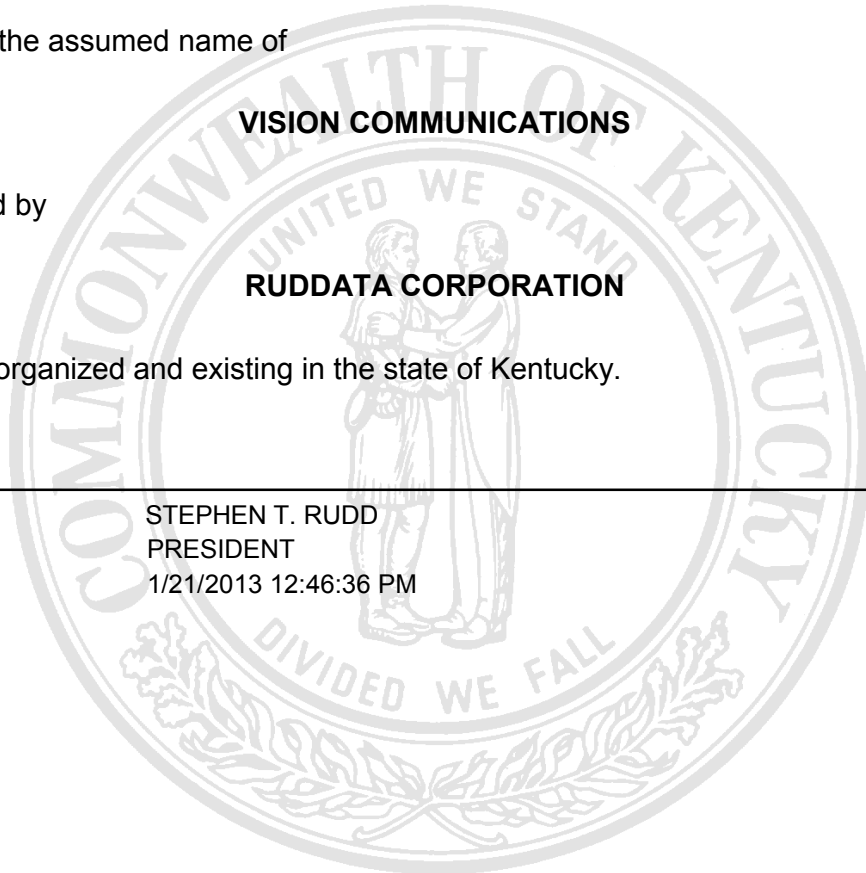 the assumed name of
VISION COMMUNICATIONS
d by
RUDDATA CORPORATION
organized and existing in the state of Kentucky.
STEPHEN T. RUDD
PRESIDENT
1/21/2013 12:46:36 PM
COMMONWEALTH OF KENTUCKY
UNITED WE STAND
DIVIDED WE FALL